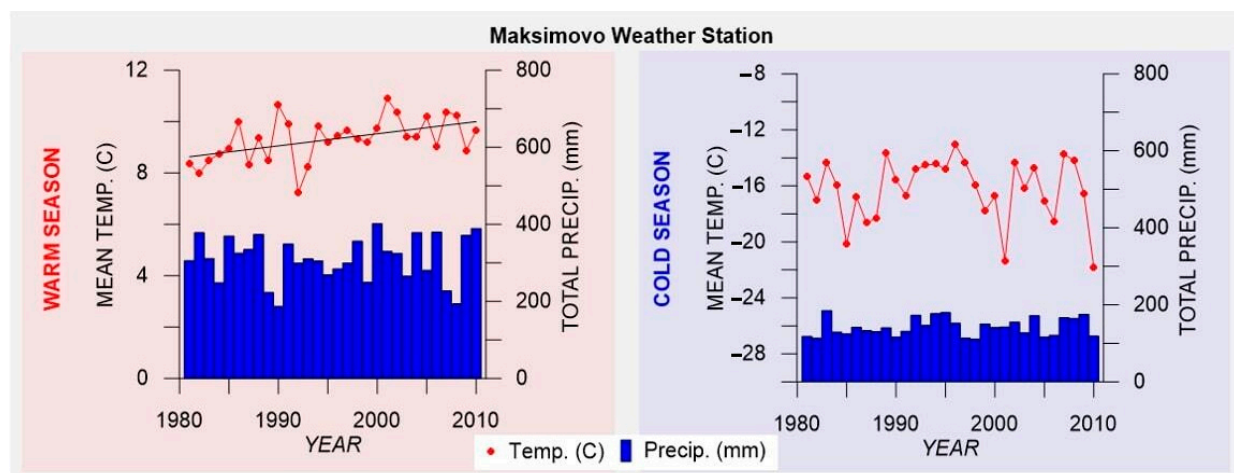 Maksimovo Weather Station
WARM SEASON
MEAN TEMP. (C)
12
8
4
0
800
600
400
200
0
TOTAL PRECIP. (mm)
1980
1990
2000
2010
YEAR
COLD SEASON
MEAN TEMP. (C)
–8
–12
–16
–20
–24
–28
800
600
400
200
0
TOTAL PRECIP. (mm)
1980
1990
2000
2010
YEAR
Temp. (C)
Precip. (mm)